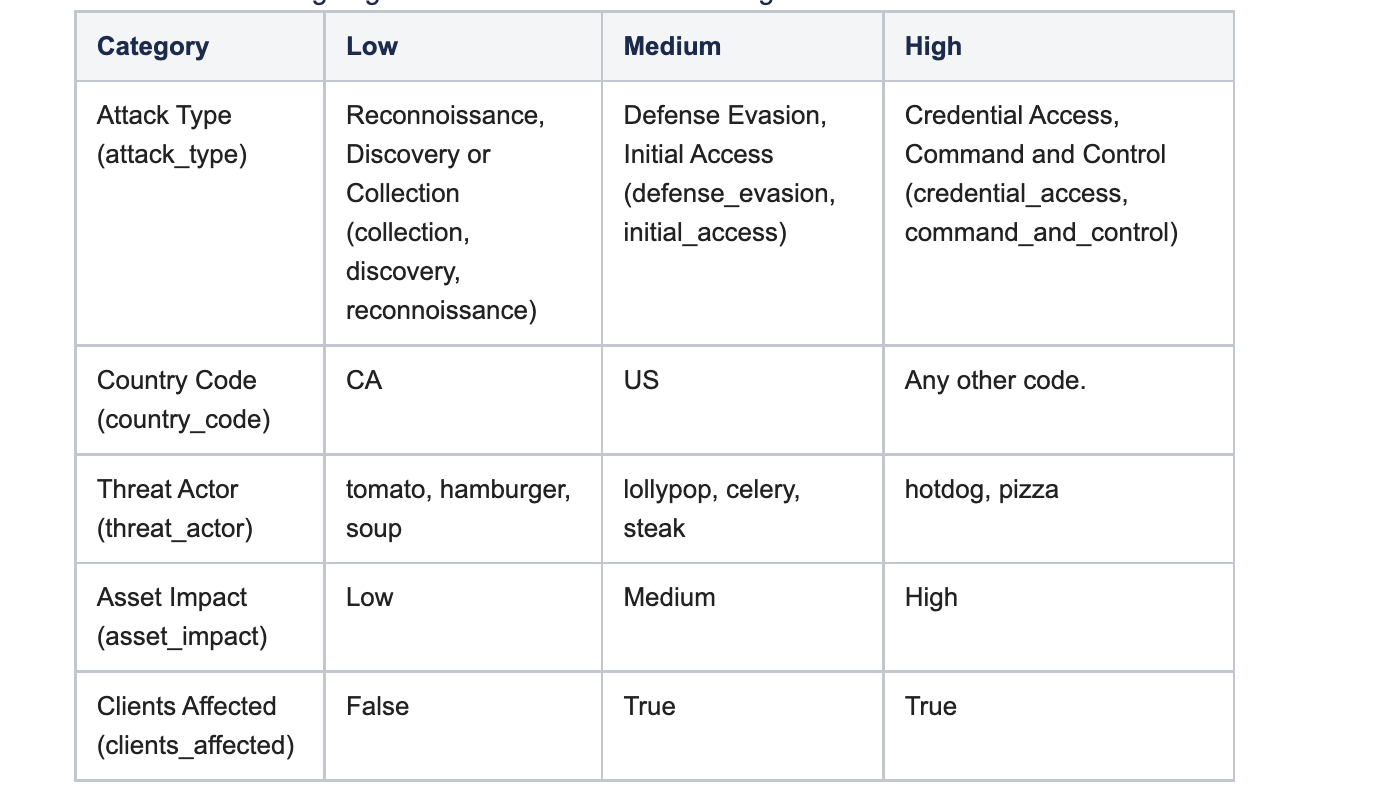 Category Low Medium High
Attack Type Reconnoissance, Defense Evasion, Credential Access,
(attack_type) Discovery or Initial Access Command and Control
Collection (defense_evasion, (credential_access,
(collection, initial_access) command_and_control)
discovery,
reconnoissance)
Country Code CA US Any other code.
(country_code)
Threat Actor tomato, hamburger, lollypop, celery, hotdog, pizza
(threat_actor) soup steak
Asset Impact Low Medium High
(asset_impact)
Clients Affected False True True
(clients_affected)